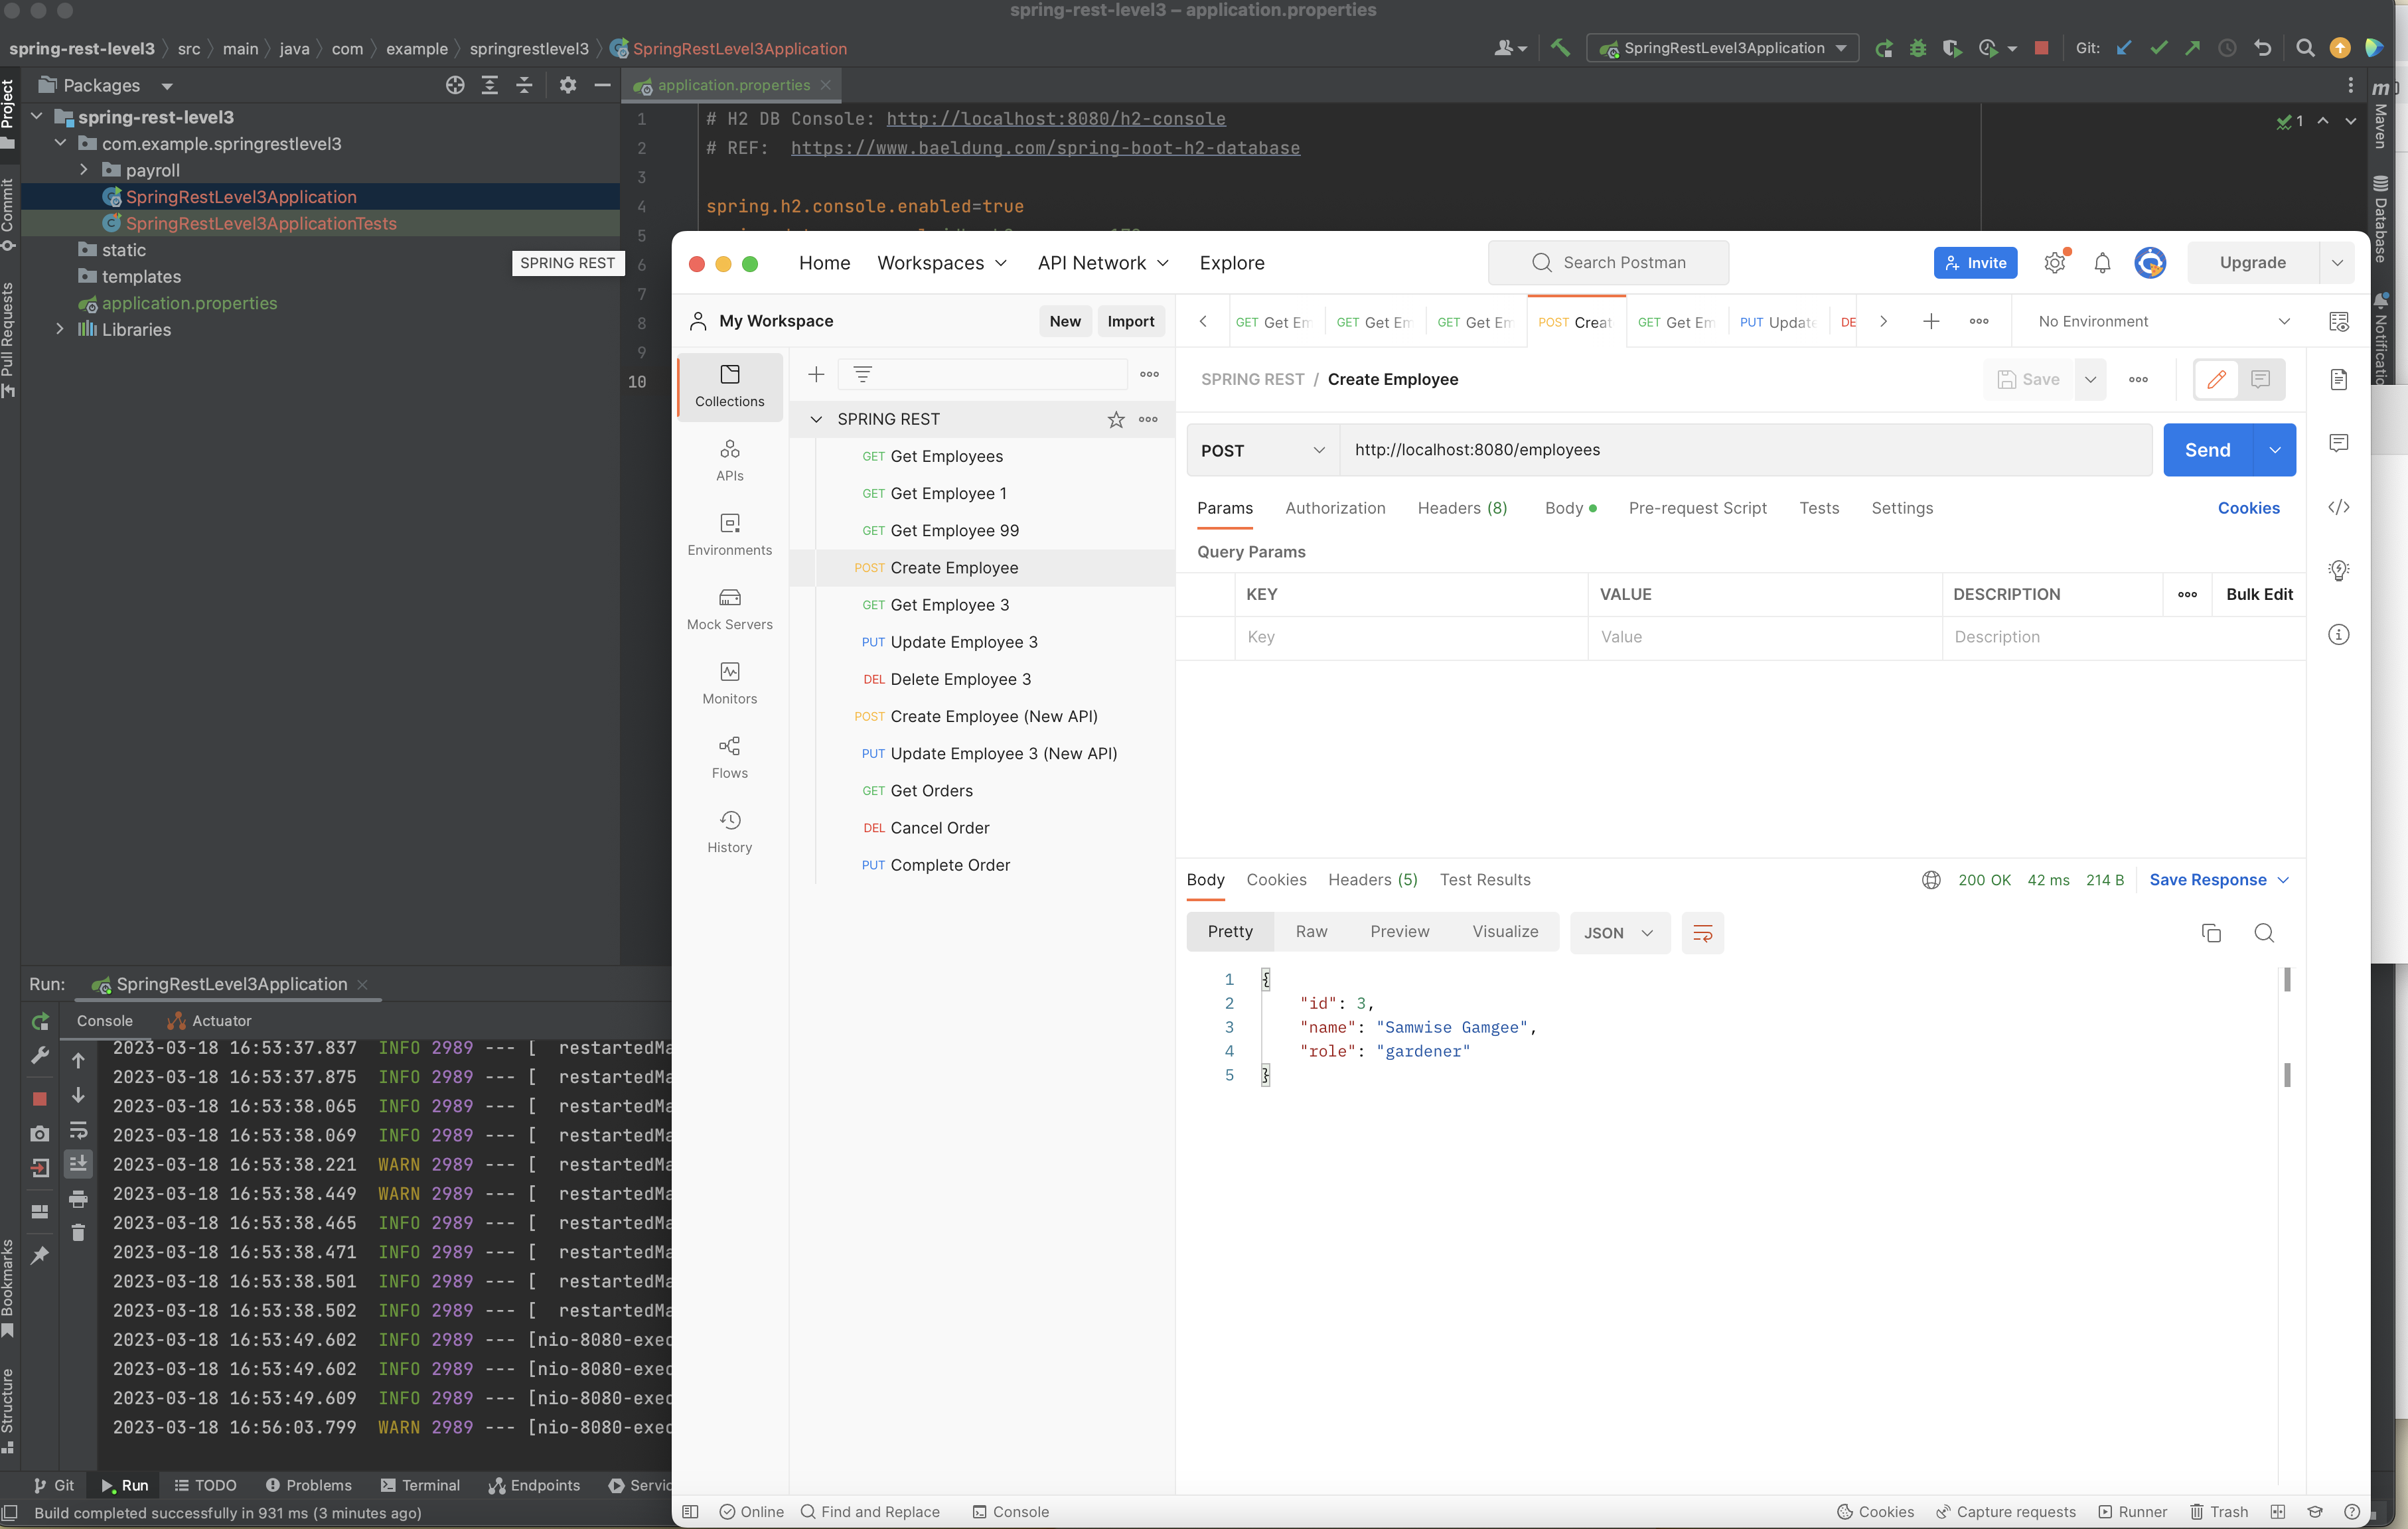 spring-rest-level3 – application.properties
spring-rest-level3 src main java com example springrestlevel3 SpringRestLevel3Application
SpringRestLevel3Application Git:
Project
Commit
Pull Requests
Bookmarks
Structure
Packages
spring-rest-level3
com.example.springrestlevel3
payroll
SpringRestLevel3Application
SpringRestLevel3ApplicationTests
static
templates
application.properties
Libraries
SPRING REST
application.properties
1 # H2 DB Console: http://localhost:8080/h2-console
2 # REF: https://www.baeldung.com/spring-boot-h2-database
3
4 spring.h2.console.enabled=true
5
6
7
8
9
10
1
Maven
Database
Home Workspaces API Network Explore
Search Postman
Invite
Upgrade
My Workspace
New Import
Collections
APIs
Environments
Mock Servers
Monitors
Flows
History
SPRING REST
GET Get Employees
GET Get Employee 1
GET Get Employee 99
POST Create Employee
GET Get Employee 3
PUT Update Employee 3
DEL Delete Employee 3
POST Create Employee (New API)
PUT Update Employee 3 (New API)
GET Get Orders
DEL Cancel Order
PUT Complete Order
GET Get Em GET Get Em GET Get Em POST Creat GET Get Em PUT Update DE
No Environment
SPRING REST / Create Employee
Save
POST http://localhost:8080/employees
Send
Params Authorization Headers (8) Body Pre-request Script Tests Settings Cookies
Query Params
KEY VALUE DESCRIPTION Bulk Edit
Key Value Description
Body Cookies Headers (5) Test Results
200 OK 42 ms 214 B Save Response
Pretty Raw Preview Visualize JSON
1 {
2 "id": 3,
3 "name": "Samwise Gamgee",
4 "role": "gardener"
5 }
Run: SpringRestLevel3Application
Console Actuator
2023-03-18 16:53:37.837 INFO 2989 --- [ restartedMa
2023-03-18 16:53:37.875 INFO 2989 --- [ restartedMa
2023-03-18 16:53:38.065 INFO 2989 --- [ restartedMa
2023-03-18 16:53:38.069 INFO 2989 --- [ restartedMa
2023-03-18 16:53:38.221 WARN 2989 --- [ restartedMa
2023-03-18 16:53:38.449 WARN 2989 --- [ restartedMa
2023-03-18 16:53:38.465 INFO 2989 --- [ restartedMa
2023-03-18 16:53:38.471 INFO 2989 --- [ restartedMa
2023-03-18 16:53:38.501 INFO 2989 --- [ restartedMa
2023-03-18 16:53:38.502 INFO 2989 --- [ restartedMa
2023-03-18 16:53:49.602 INFO 2989 --- [nio-8080-exec
2023-03-18 16:53:49.602 INFO 2989 --- [nio-8080-exec
2023-03-18 16:53:49.609 INFO 2989 --- [nio-8080-exec
2023-03-18 16:56:03.799 WARN 2989 --- [nio-8080-exec
Git Run TODO Problems Terminal Endpoints Servic
Build completed successfully in 931 ms (3 minutes ago)
Online Find and Replace Console
Cookies Capture requests Runner Trash